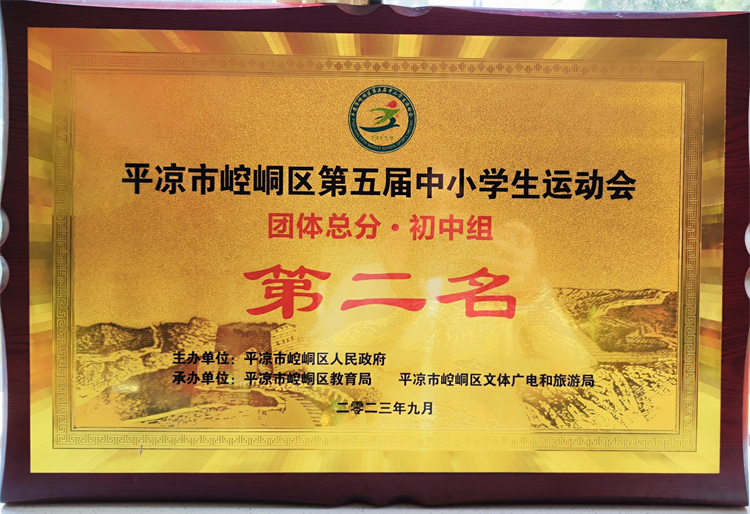 平凉市崆峒区第五届中小学生运动会
团体总分·初中组
第二名
主办单位：平凉市崆峒区人民政府
承办单位：平凉市崆峒区教育局 平凉市崆峒区文体广电和旅游局
二零二三年九月